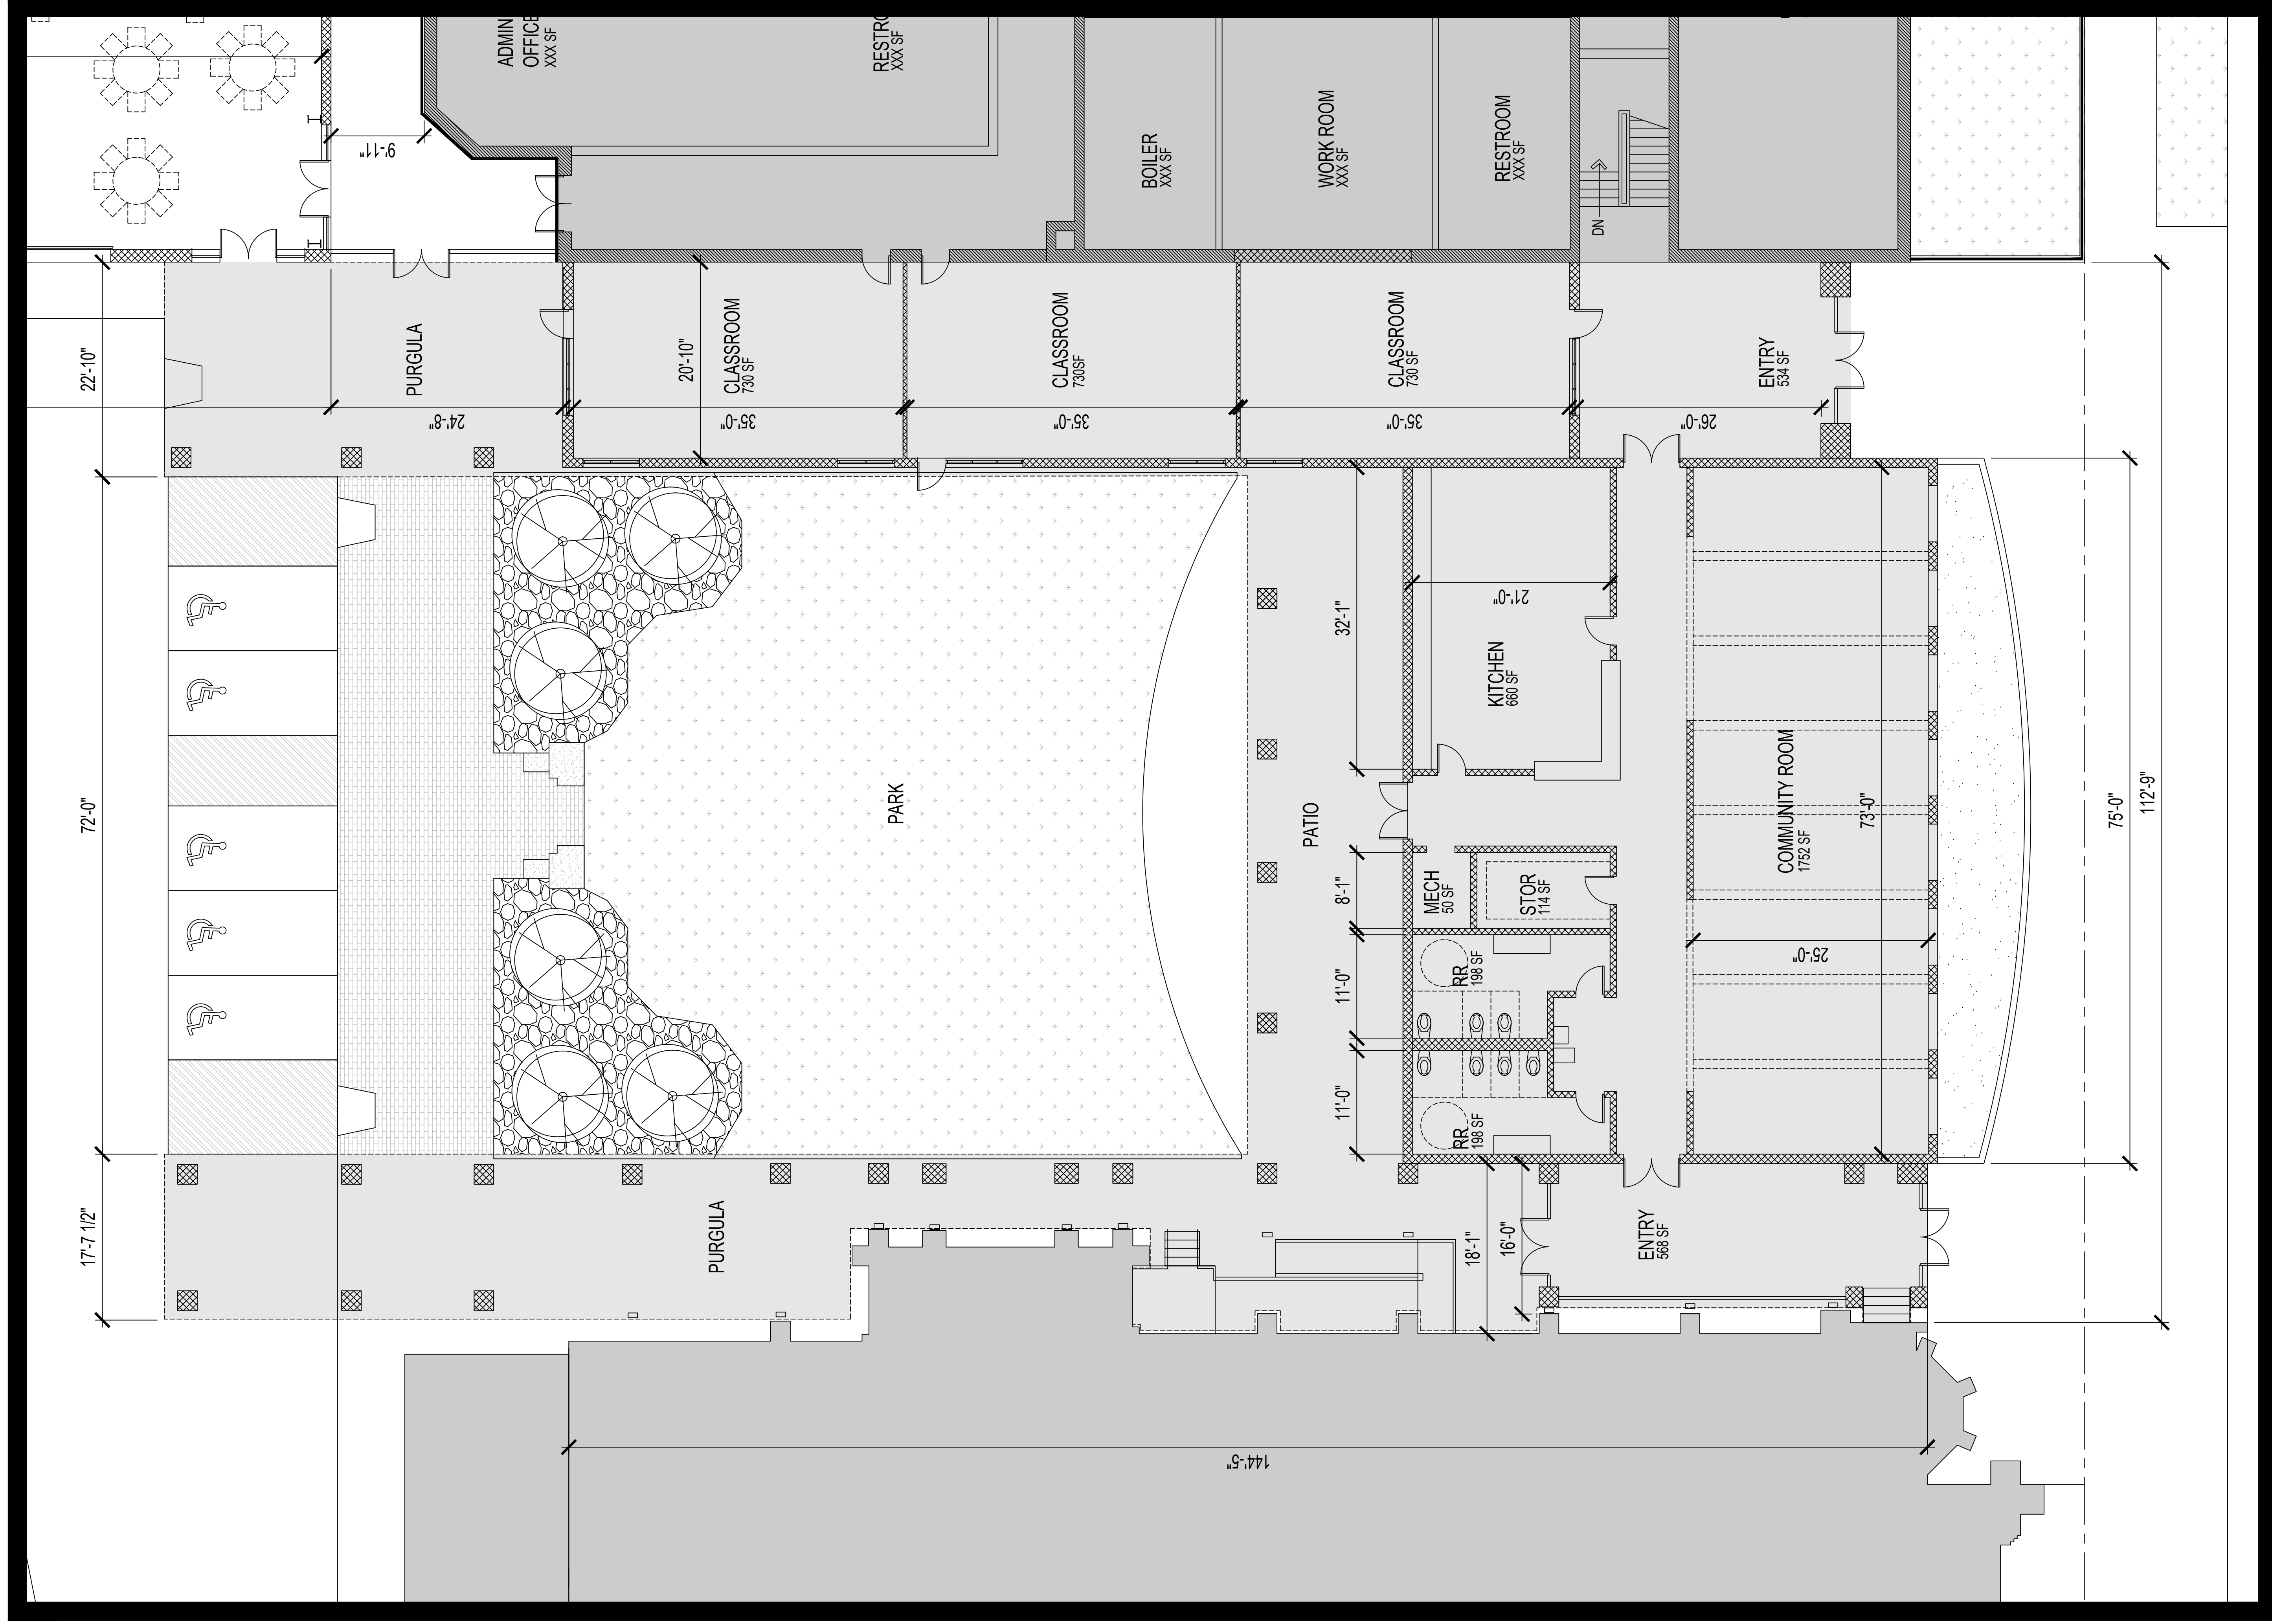 ADMIN
OFFICE
XXX SF
RESTRO
XXX SF
BOILER
XXX SF
WORK ROOM
XXX SF
RESTROOM
XXX SF
DN
9'-11"
22'-10"
PURGULA
24'-8"
20'-10"
CLASSROOM
730 SF
35'-0"
CLASSROOM
730SF
35'-0"
CLASSROOM
730 SF
35'-0"
ENTRY
534 SF
26'-0"
72'-0"
PARK
PATIO
32'-1"
21'-0"
KITCHEN
660 SF
8'-1"
MECH
50 SF
STOR
114 SF
11'-0"
RR
198 SF
11'-0"
RR
198 SF
COMMUNITY ROOM
1752 SF
73'-0"
25'-0"
75'-0"
112'-9"
17'-7 1/2"
PURGULA
18'-1"
16'-0"
ENTRY
568 SF
144'-5"